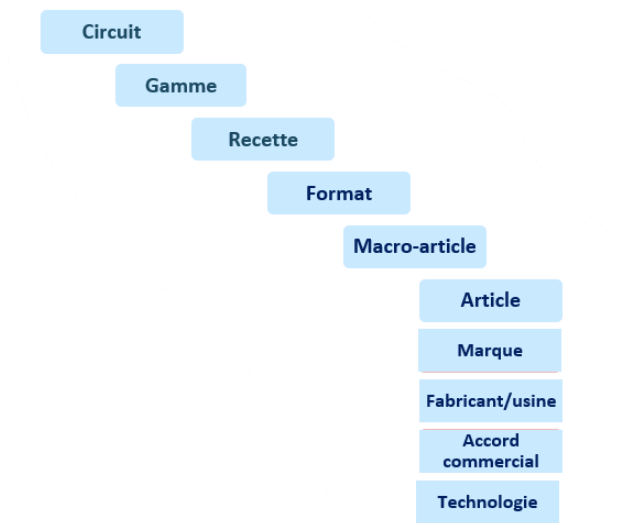 Circuit
Gamme
Recette
Format
Macro-article
Article
Marque
Fabricant/usine
Accord
commercial
Technologie